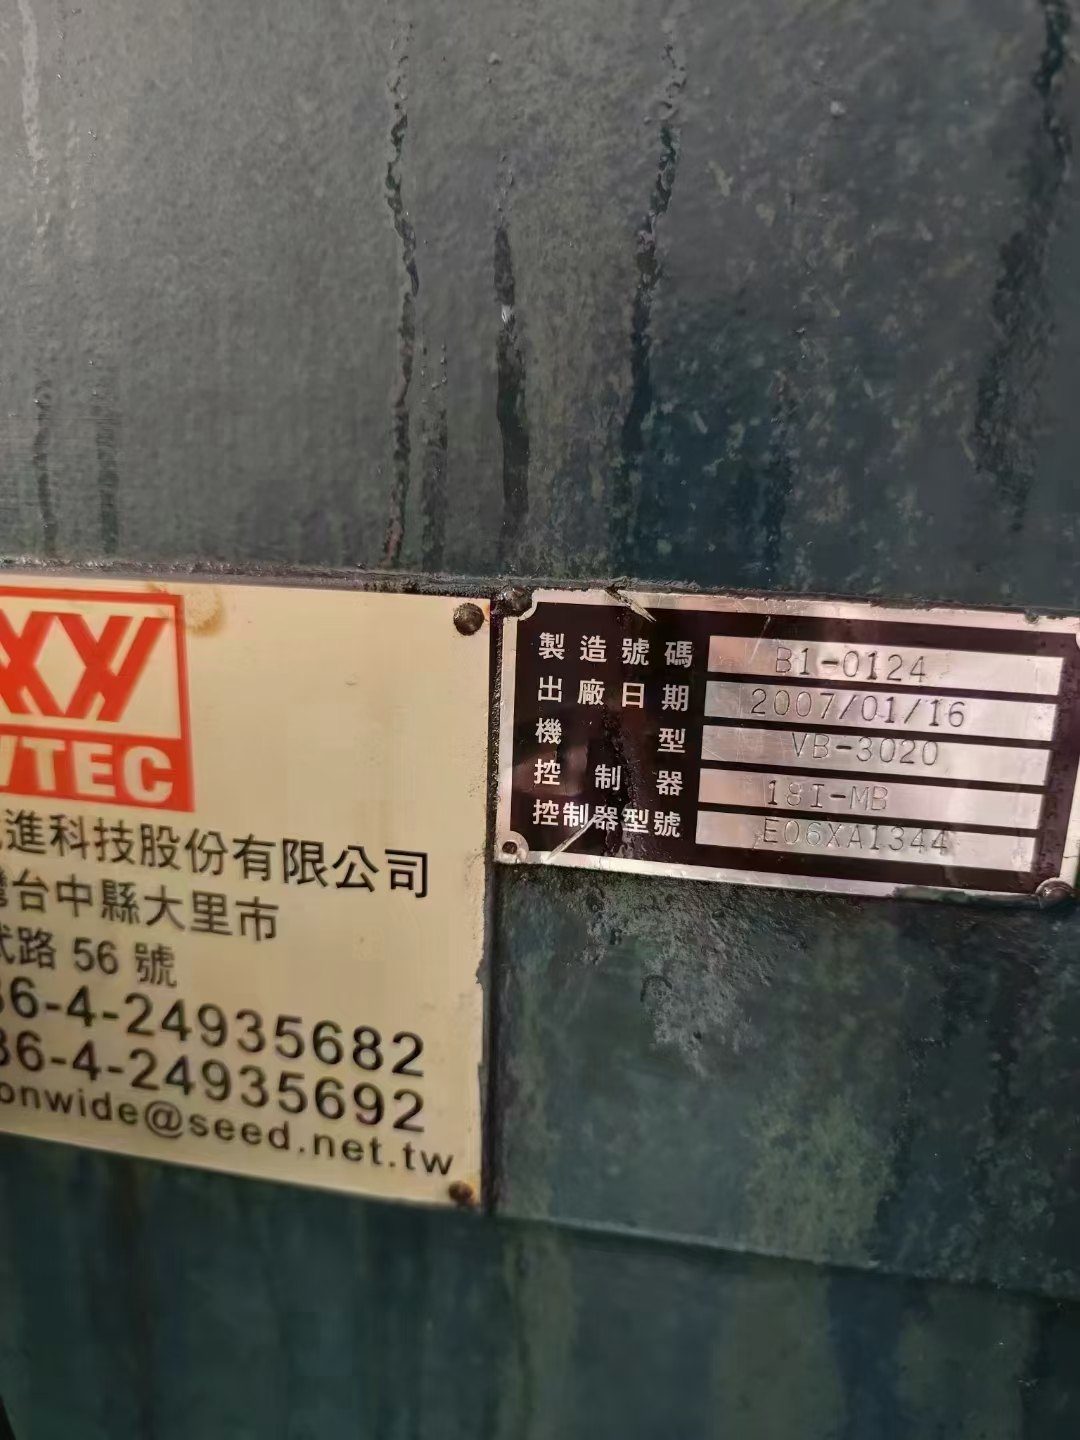 TEC
進科技股份有限公司
台中縣大里市
路 56 號
86-4-24935682
86-4-24935692
onwide@seed.net.tw
製造號碼 B1-0124
出廠日期 2007/01/16
機型 VB-3020
控制器 18I-MB
控制器型號 E06XA1344